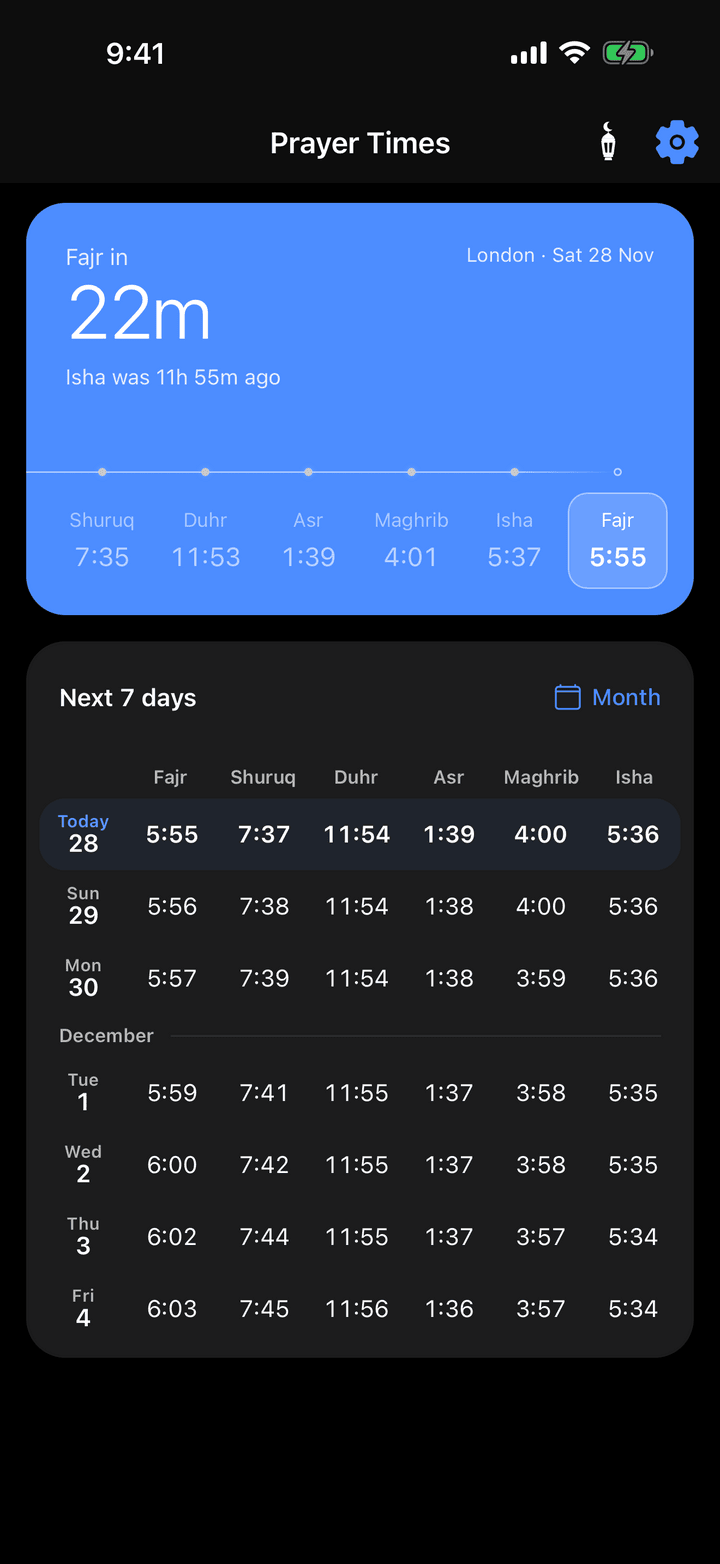 9:41
Prayer Times
Fajr in
London · Sat 28 Nov
22m
Isha was 11h 55m ago
Shuruq Duhr Asr Maghrib Isha Fajr
7:35 11:53 1:39 4:01 5:37 5:55
Next 7 days Month
Fajr Shuruq Duhr Asr Maghrib Isha
Today
28 5:55 7:37 11:54 1:39 4:00 5:36
Sun
29 5:56 7:38 11:54 1:38 4:00 5:36
Mon
30 5:57 7:39 11:54 1:38 3:59 5:36
December
Tue
1 5:59 7:41 11:55 1:37 3:58 5:35
Wed
2 6:00 7:42 11:55 1:37 3:58 5:35
Thu
3 6:02 7:44 11:55 1:37 3:57 5:34
Fri
4 6:03 7:45 11:56 1:36 3:57 5:34